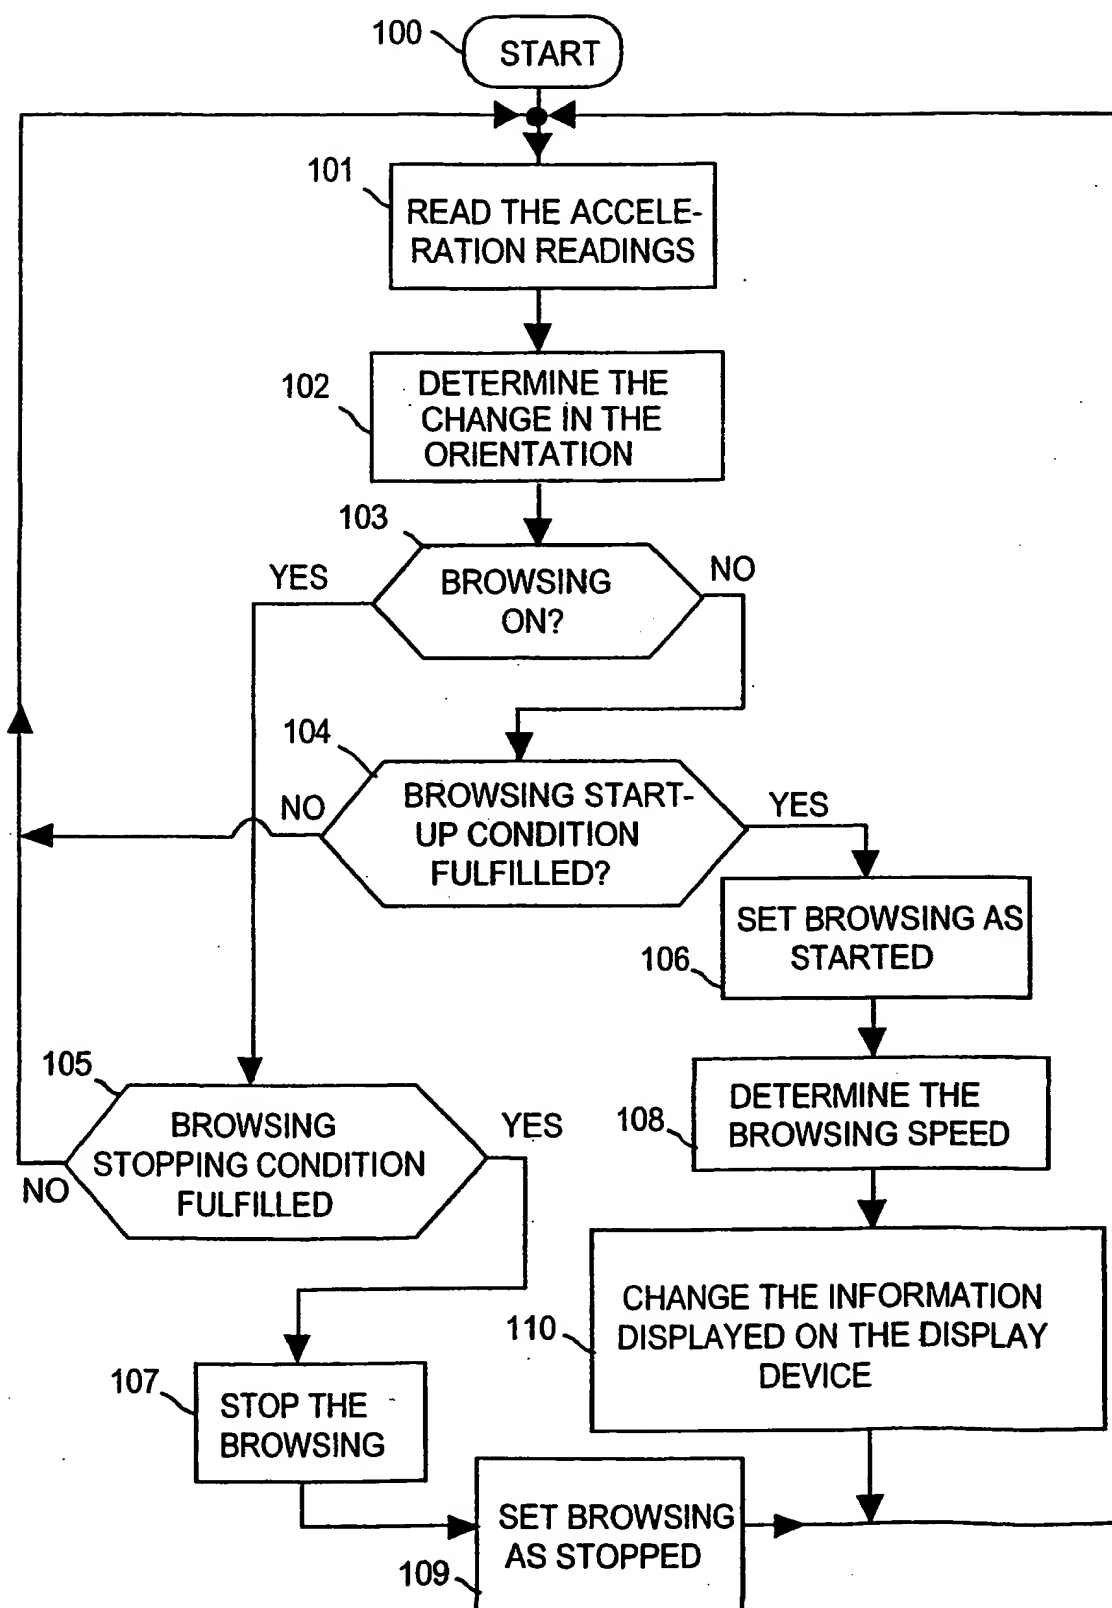 100
START
101
READ THE ACCELE-
RATION READINGS
102
DETERMINE THE
CHANGE IN THE
ORIENTATION
103
YES
BROWSING
ON?
NO
104
NO
BROWSING START-
UP CONDITION
FULFILLED?
YES
SET BROWSING AS
STARTED
106
105
BROWSING
STOPPING CONDITION
FULFILLED
YES
NO
DETERMINE THE
BROWSING SPEED
108
CHANGE THE INFORMATION
DISPLAYED ON THE DISPLAY
DEVICE
110
107
STOP THE
BROWSING
SET BROWSING
AS STOPPED
109